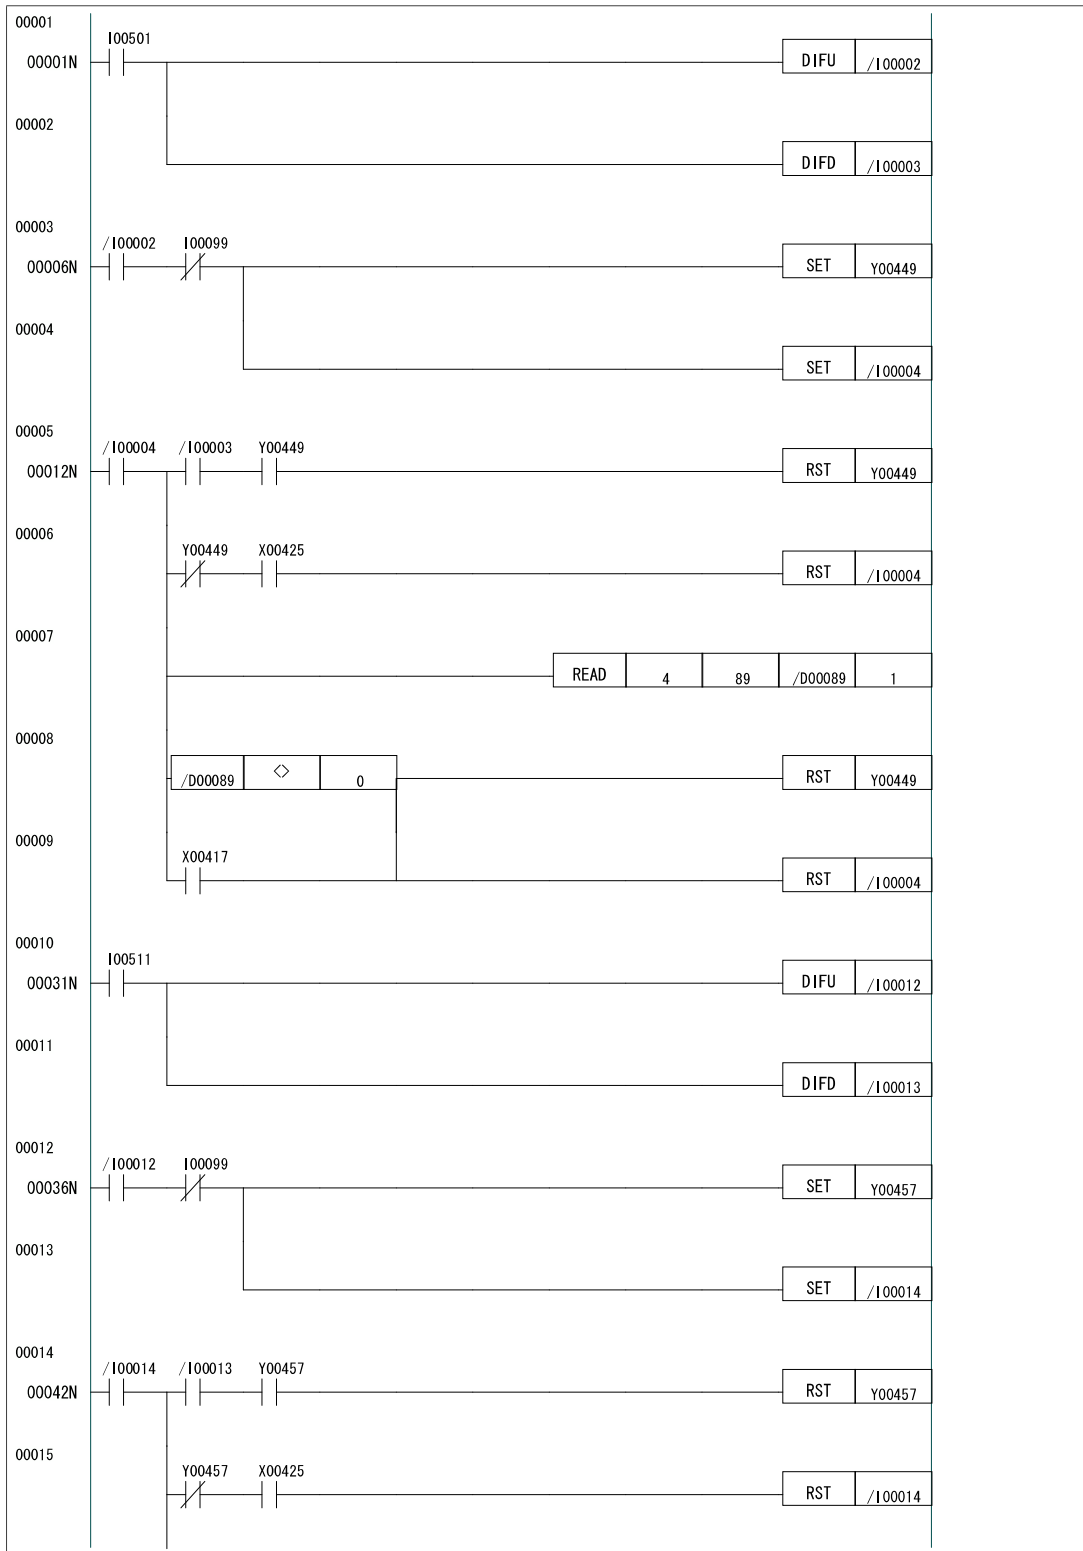 00001
I00501
00001N DIFU /I00002
00002
DIFD /I00003
00003
/I00002 I00099
00006N SET Y00449
00004
SET /I00004
00005
/I00004 /I00003 Y00449
00012N RST Y00449
00006
Y00449 X00425
RST /I00004
00007
READ 4 89 /D00089 1
00008
/D00089 <> 0 RST Y00449
00009
X00417
RST /I00004
00010
I00511
00031N DIFU /I00012
00011
DIFD /I00013
00012
/I00012 I00099
00036N SET Y00457
00013
SET /I00014
00014
/I00014 /I00013 Y00457
00042N RST Y00457
00015
Y00457 X00425
RST /I00014